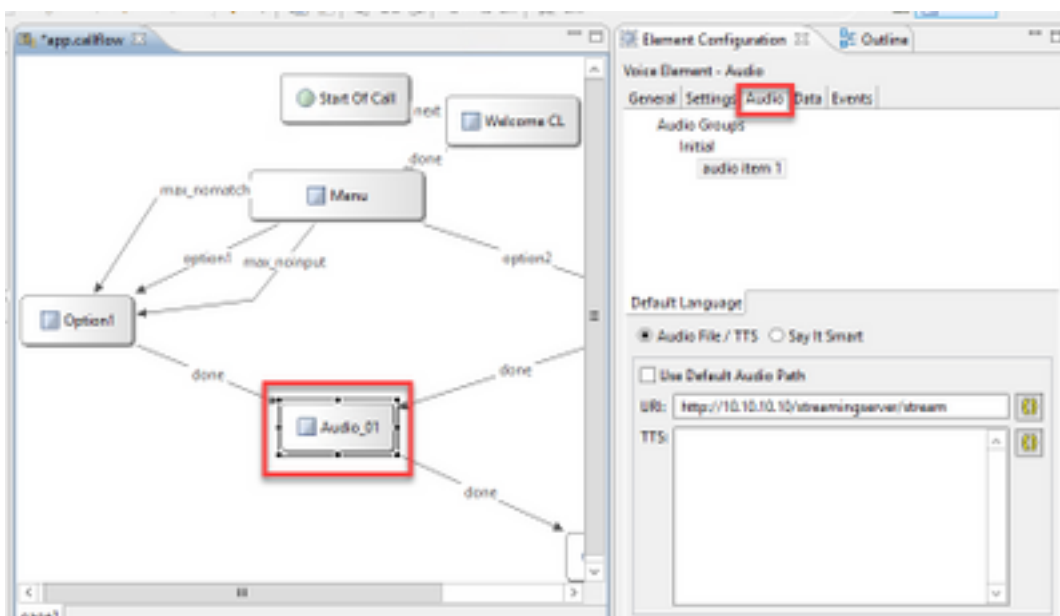 *app.callflow
Start Of Call
next
Welcome CL
done
max_nomatch
Menu
option1
max_noinput
option2
Option1
done
done
Audio_01
done
Element Configuration
Outline
Voice Element - Audio
General Settings Audio Data Events
Audio Groups
Initial
audio item 1
Default Language
Audio File / TTS Say It Smart
Use Default Audio Path
URI: http://10.10.10.10/streamingserver/stream
TTS: